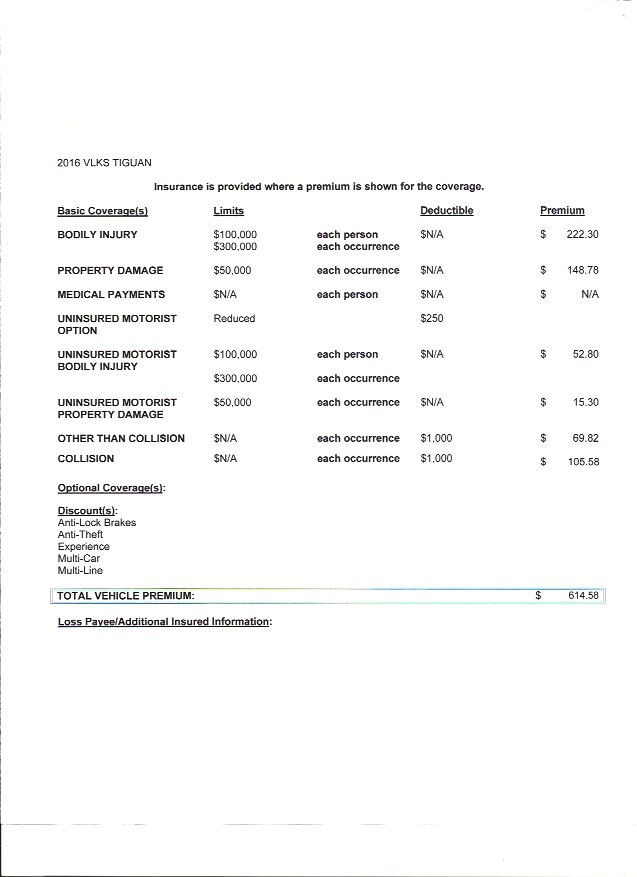 2016 VLKS TIGUAN
Insurance is provided where a premium is shown for the coverage.
Basic Coverage(s) Limits Deductible Premium
BODILY INJURY $100,000 each person $N/A $ 222.30
$300,000 each occurrence
PROPERTY DAMAGE $50,000 each occurrence $N/A $ 148.78
MEDICAL PAYMENTS $N/A each person $N/A $ N/A
UNINSURED MOTORIST Reduced $250
OPTION
UNINSURED MOTORIST $100,000 each person $N/A $ 52.80
BODILY INJURY
$300,000 each occurrence
UNINSURED MOTORIST $50,000 each occurrence $N/A $ 15.30
PROPERTY DAMAGE
OTHER THAN COLLISION $N/A each occurrence $1,000 $ 69.82
COLLISION $N/A each occurrence $1,000 $ 105.58
Optional Coverage(s):
Discount(s):
Anti-Lock Brakes
Anti-Theft
Experience
Multi-Car
Multi-Line
TOTAL VEHICLE PREMIUM: $ 614.58
Loss Payee/Additional Insured Information: